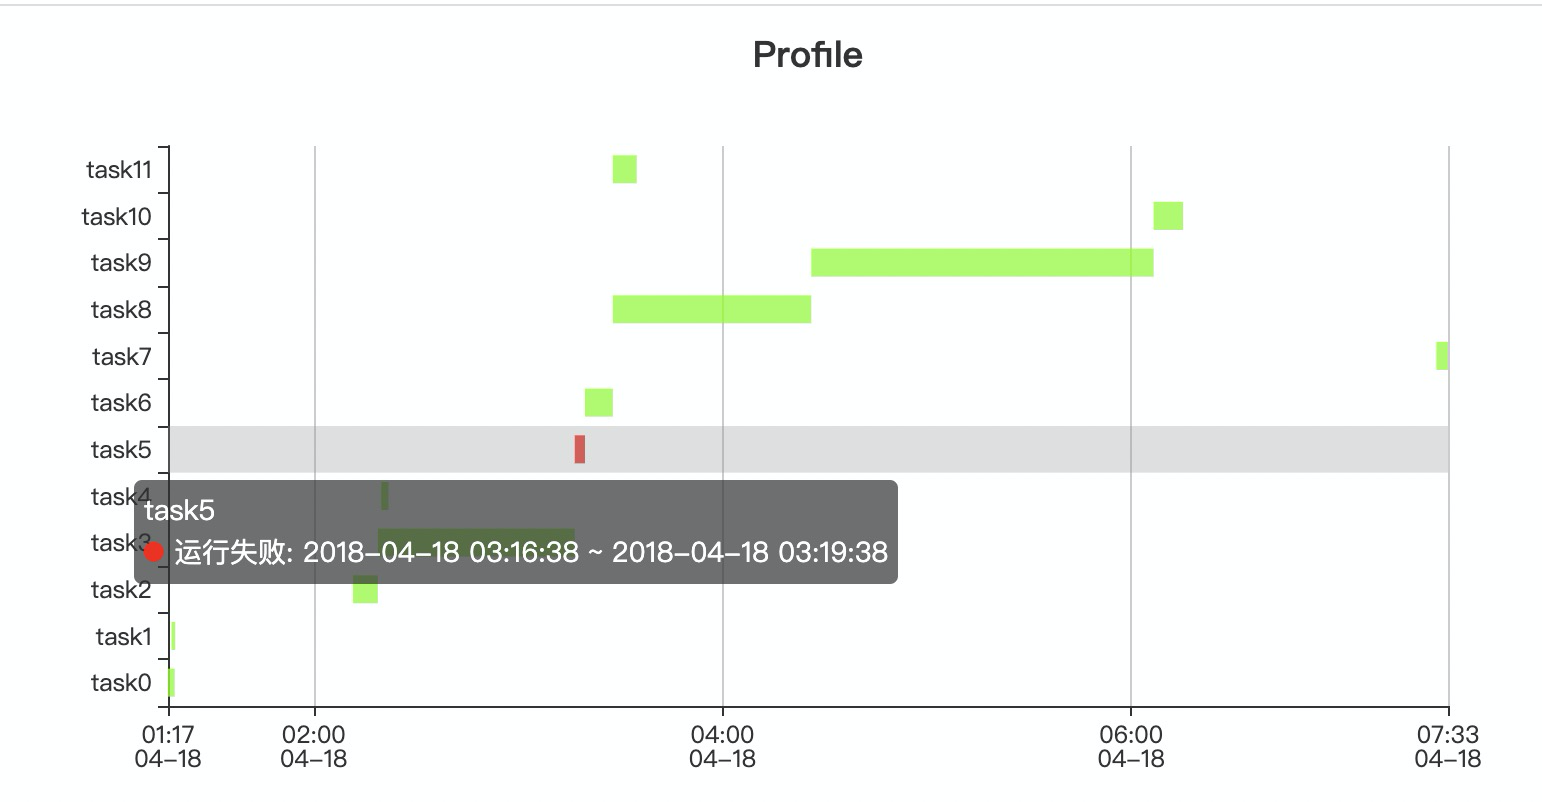 Profile
task11
task10
task9
task8
task7
task6
task5
task4
task5
task3
运行失败: 2018-04-18 03:16:38 ~ 2018-04-18 03:19:38
task2
task1
task0
01:17 02:00 04:00 06:00 07:33
04-18 04-18 04-18 04-18 04-18